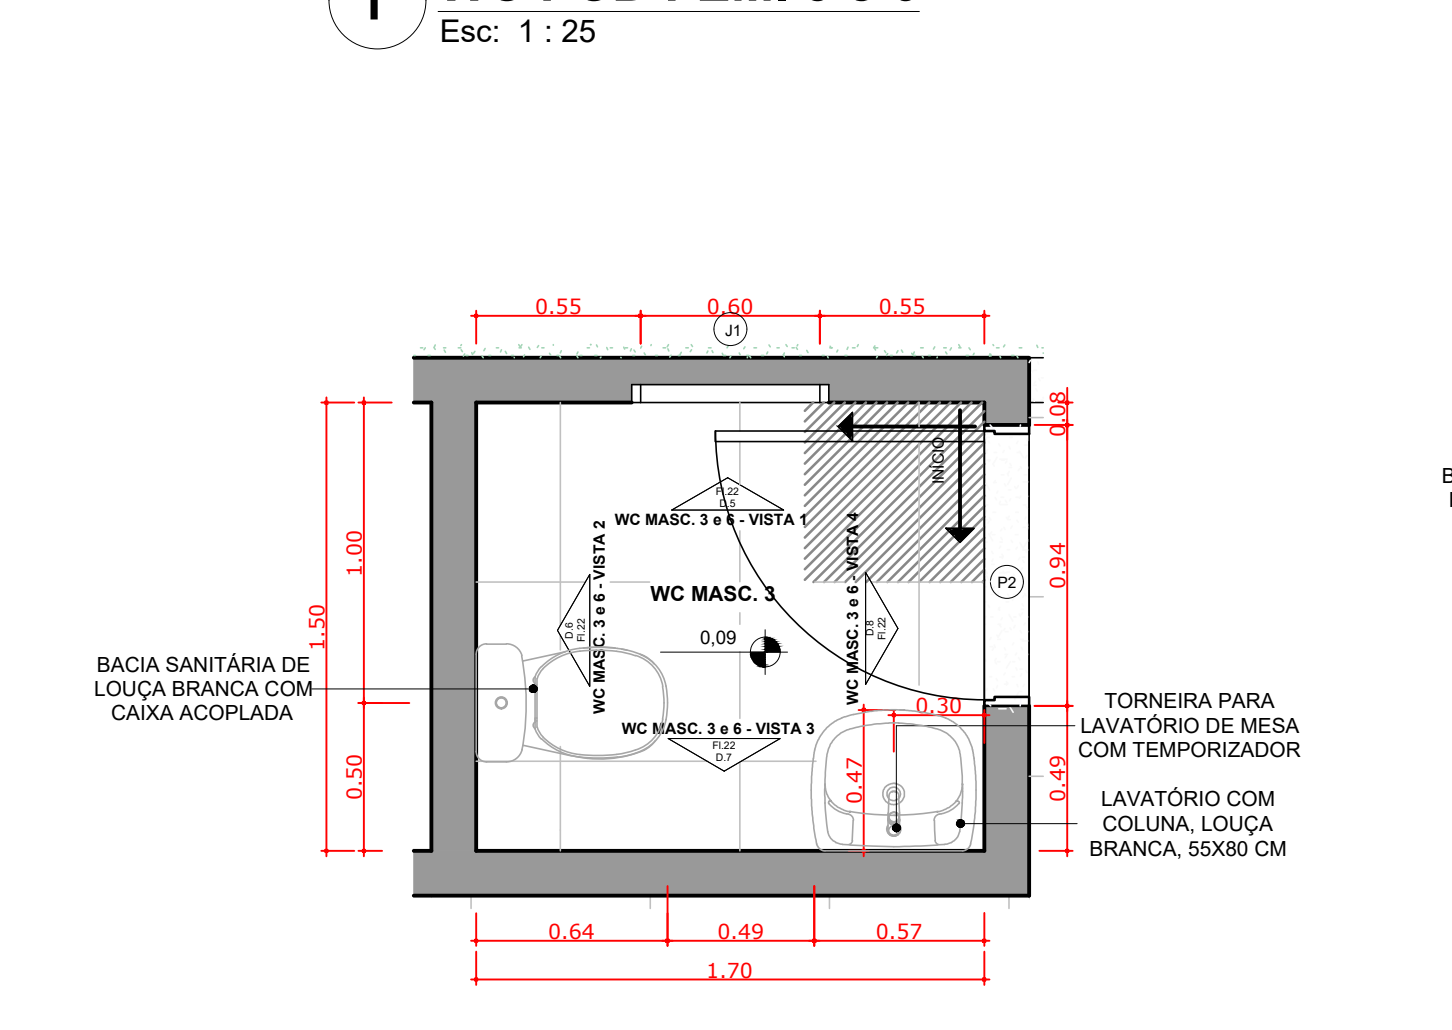 1
Esc: 1 : 25
0.55
0.60
0.55
J1
0.08
INÍCIO
Fl.22
D.5
WC MASC. 3 e 6 - VISTA 1
WC MASC. 3 e 6 - VISTA 2
D.6
Fl.22
WC MASC. 3 e 6 - VISTA 4
D.8
Fl.22
1.00
1.50
0.50
0.94
P2
WC MASC. 3
0,09
BACIA SANITÁRIA DE
LOUÇA BRANCA COM
CAIXA ACOPLADA
WC MASC. 3 e 6 - VISTA 3
Fl.22
D.7
0.30
0.47
0.49
TORNEIRA PARA
LAVATÓRIO DE MESA
COM TEMPORIZADOR
LAVATÓRIO COM
COLUNA, LOUÇA
BRANCA, 55X80 CM
0.64
0.49
0.57
1.70